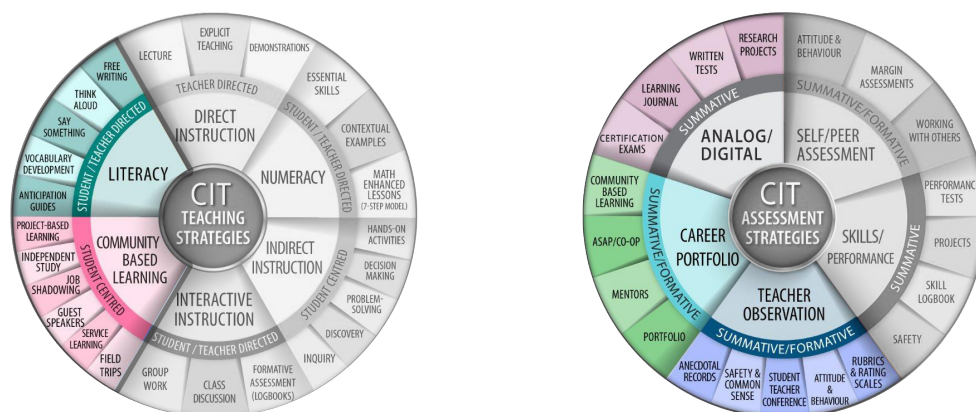 CIT
TEACHING
STRATEGIES
DIRECT
INSTRUCTION
TEACHER DIRECTED
LECTURE
EXPLICIT
TEACHING
DEMONSTRATIONS
NUMERACY
STUDENT / TEACHER DIRECTED
ESSENTIAL
SKILLS
CONTEXTUAL
EXAMPLES
MATH
ENHANCED
LESSONS
(7-STEP MODEL)
INDIRECT
INSTRUCTION
STUDENT CENTRED
HANDS-ON
ACTIVITIES
DECISION
MAKING
PROBLEM-
SOLVING
DISCOVERY
INQUIRY
INTERACTIVE
INSTRUCTION
STUDENT / TEACHER DIRECTED
FORMATIVE
ASSESSMENT
(LOGBOOKS)
CLASS
DISCUSSION
GROUP
WORK
COMMUNITY
BASED
LEARNING
STUDENT CENTRED
FIELD
TRIPS
SERVICE
LEARNING
GUEST
SPEAKERS
JOB
SHADOWING
INDEPENDENT
STUDY
PROJECT-BASED
LEARNING
LITERACY
STUDENT / TEACHER DIRECTED
ANTICIPATION
GUIDES
VOCABULARY
DEVELOPMENT
SAY
SOMETHING
THINK
ALOUD
FREE
WRITING
CIT
ASSESSMENT
STRATEGIES
SELF/PEER
ASSESSMENT
SUMMATIVE/FORMATIVE
ATTITUDE &
BEHAVIOUR
MARGIN
ASSESSMENTS
WORKING
WITH OTHERS
SKILLS/
PERFORMANCE
SUMMATIVE
PERFORMANCE
TESTS
PROJECTS
SKILL
LOGBOOK
SAFETY
TEACHER
OBSERVATION
SUMMATIVE/FORMATIVE
RUBRICS
& RATING
SCALES
ATTITUDE
&
BEHAVIOUR
STUDENT
TEACHER
CONFERENCE
SAFETY &
COMMON
SENSE
ANECDOTAL
RECORDS
CAREER
PORTFOLIO
SUMMATIVE/FORMATIVE
PORTFOLIO
MENTORS
ASAP/CO-OP
COMMUNITY
BASED
LEARNING
ANALOG/
DIGITAL
SUMMATIVE
CERTIFICATION
EXAMS
LEARNING
JOURNAL
WRITTEN
TESTS
RESEARCH
PROJECTS